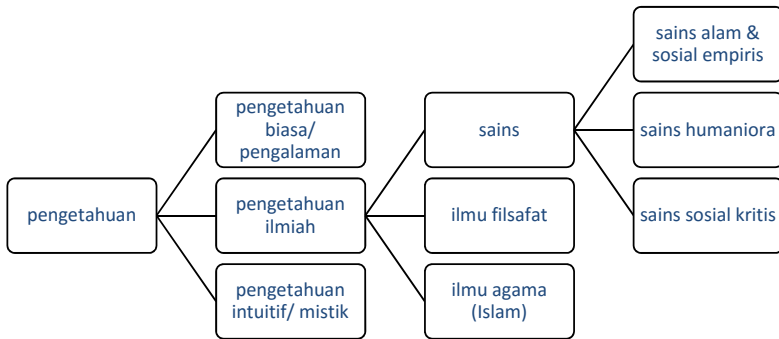 pengetahuan
pengetahuan
biasa/
pengalaman
pengetahuan
ilmiah
pengetahuan
intuitif/ mistik
sains
ilmu filsafat
ilmu agama
(Islam)
sains alam &
sosial empiris
sains humaniora
sains sosial kritis